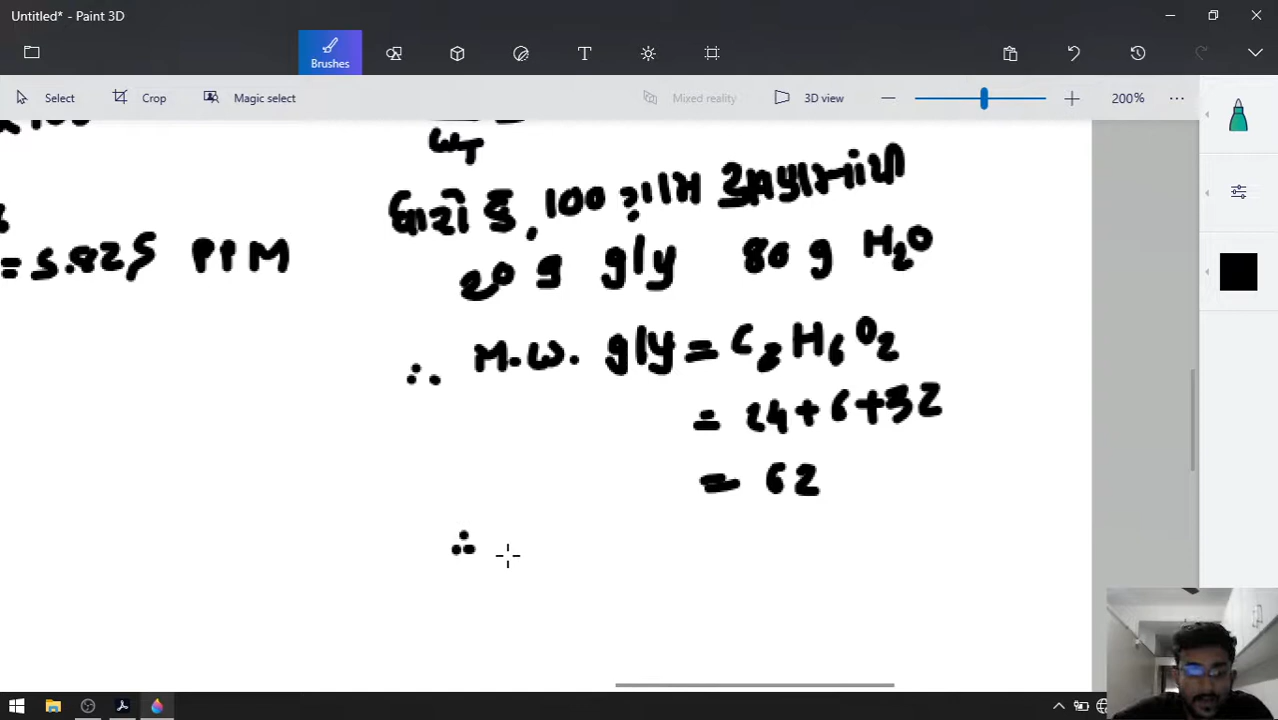 Untitled* - Paint 3D
Brushes
Select
Crop
Magic select
Mixed reality
3D view
200%
= 5.825 PPM
ધારો કે, 100 ગ્રામ દ્રાવણમાંથી
20 g gly 80 g H₂O
∴ M.W. gly = C₂H₆O₂
= 24+6+32
= 62
∴